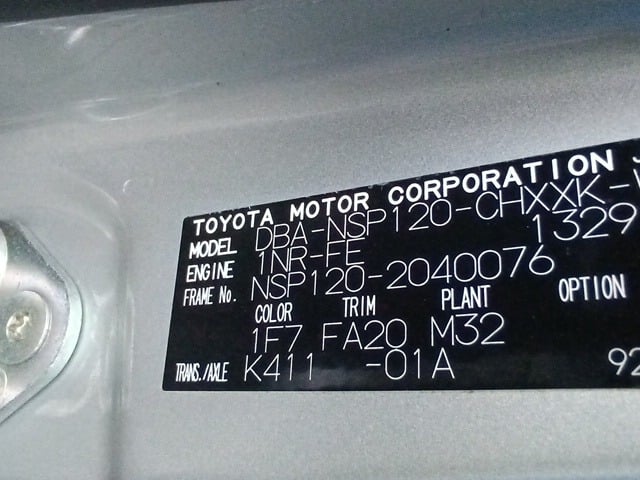 TOYOTA MOTOR CORPORATION
MODEL DBA-NSP120-CHXXK-
ENGINE 1NR-FE 1329
FRAME No. NSP120-2040076
COLOR TRIM PLANT OPTION
1F7 FA20 M32
TRANS./AXLE K411 -01A 92